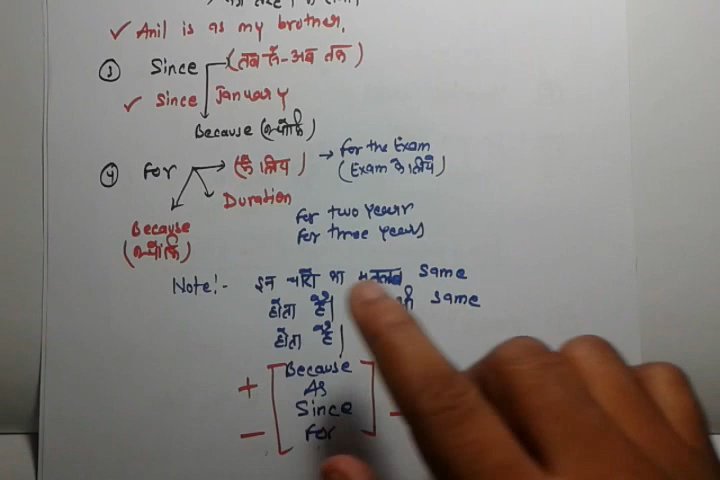 ✓ Anil is as my brother.
③ Since → (तब से - अब तक)
✓ Since January
Because (क्योंकि)
④ For → (के लिये) → For the Exam
(Exam के लिये)
Duration
For two year
Because
For three years
(क्योंकि)
Note:- इन चारो का मतलब same
होता है| same
होता है|
Because
+ As
Since
- For -